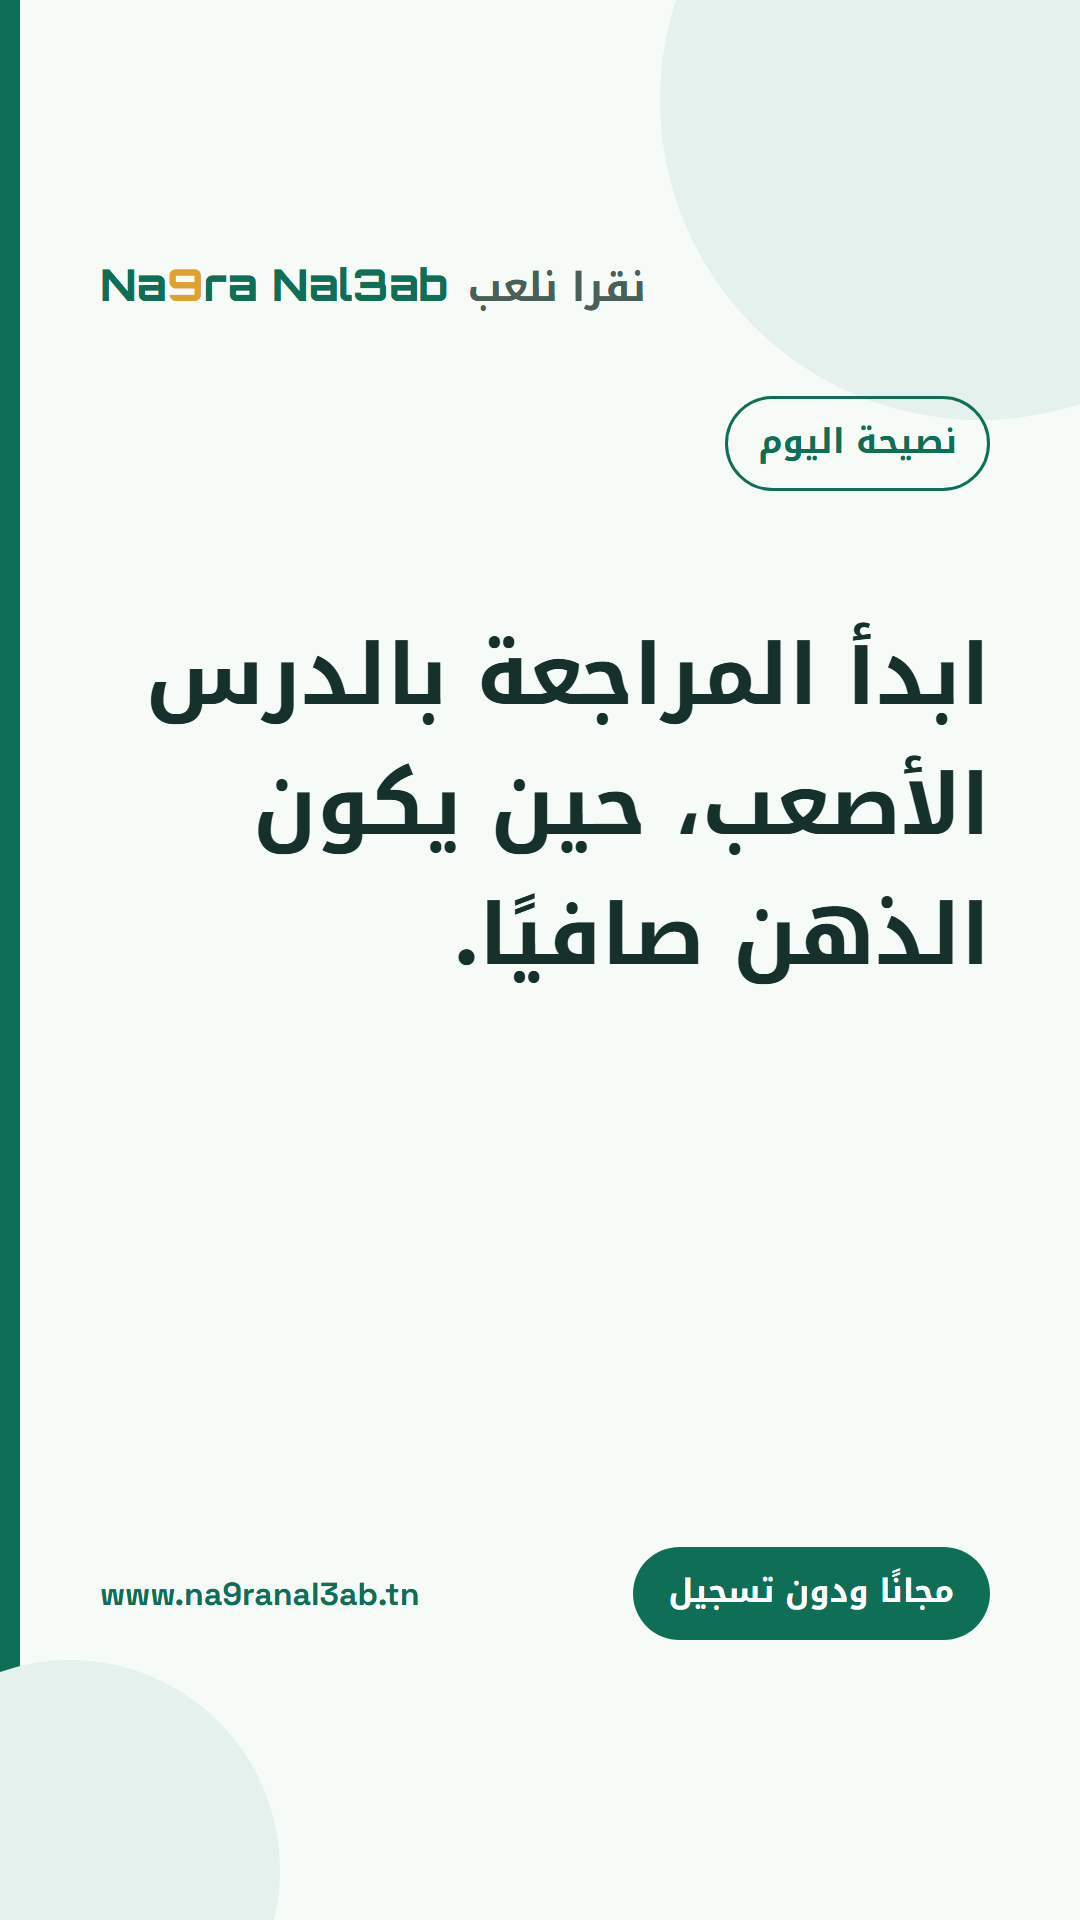 Na9ra Nal3ab نقرا نلعب
نصيحة اليوم
ابدأ المراجعة بالدرس
الأصعب، حين يكون
الذهن صافيًا.
مجانًا ودون تسجيل
www.na9ranal3ab.tn